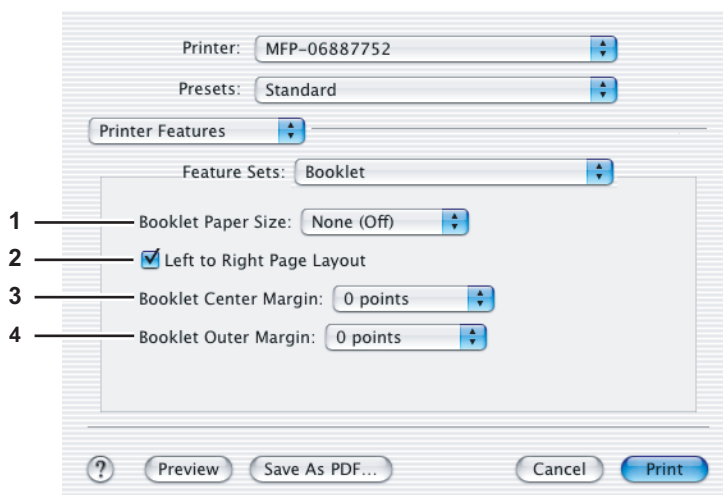 Printer: MFP-06887752
Presets: Standard
Printer Features
Feature Sets: Booklet
1 Booklet Paper Size: None (Off)
2 Left to Right Page Layout
3 Booklet Center Margin: 0 points
4 Booklet Outer Margin: 0 points
? Preview Save As PDF... Cancel Print